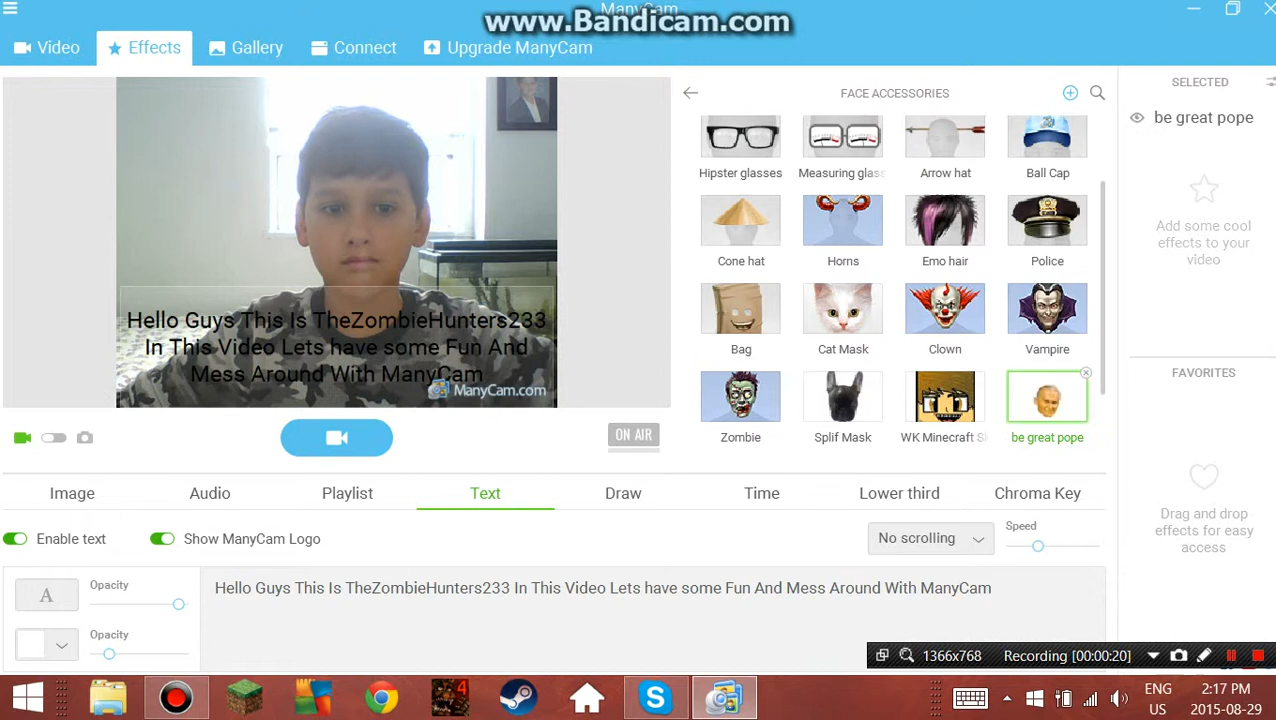 ManyCam
www.Bandicam.com
Video
Effects
Gallery
Connect
Upgrade ManyCam
FACE ACCESSORIES
SELECTED
be great pope
Hipster glasses
Measuring glass
Arrow hat
Ball Cap
Cone hat
Horns
Emo hair
Police
Add some cool
effects to your
video
Hello Guys This Is TheZombieHunters233
In This Video Lets have some Fun And
Mess Around With ManyCam
ManyCam.com
Bag
Cat Mask
Clown
Vampire
Zombie
Splif Mask
WK Minecraft S
be great pope
FAVORITES
Drag and drop
effects for easy
access
ON AIR
Image
Audio
Playlist
Text
Draw
Time
Lower third
Chroma Key
Enable text
Show ManyCam Logo
No scrolling
Speed
A
Opacity
Opacity
Hello Guys This Is TheZombieHunters233 In This Video Lets have some Fun And Mess Around With ManyCam
1366x768
Recording [00:00:20]
4
ENG
US
2:17 PM
2015-08-29